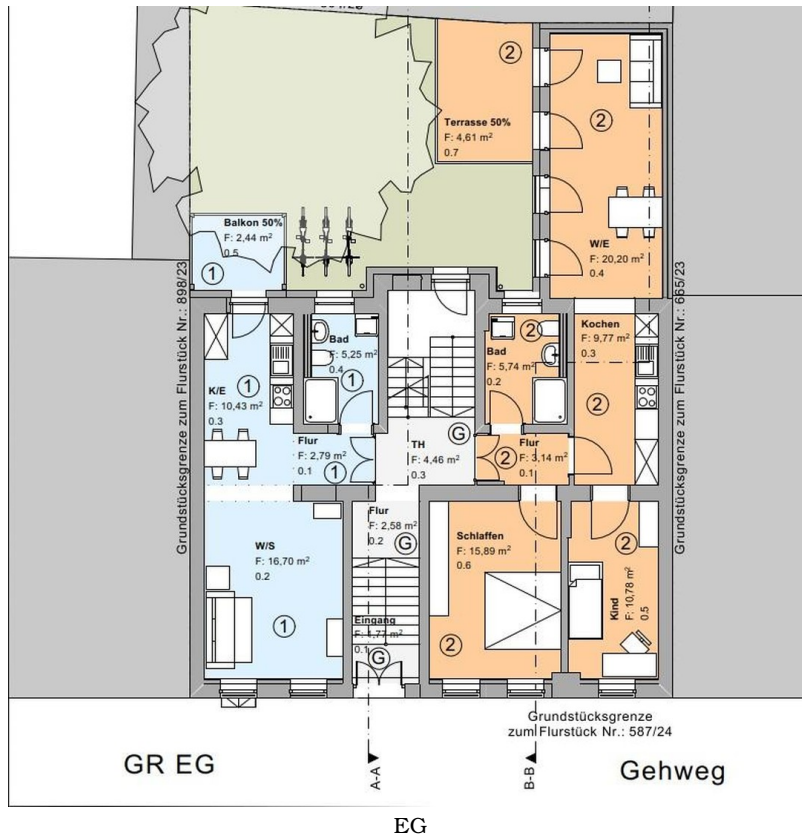 2
Terrasse 50%
F: 4,61 m²
0.7
2
W/E
F: 20,20 m²
0.4
Balkon 50%
F: 2,44 m²
0.5
1
Grundstücksgrenze zum Flurstück Nr.: 898/23
Grundstücksgrenze zum Flurstück Nr.: 665/23
K/E
F: 10,43 m²
0.3
1
Bad
F: 5,25 m²
0.4
1
Flur
F: 2,79 m²
0.1
1
TH
F: 4,46 m²
0.3
G
Bad
F: 5,74 m²
0.2
2
Kochen
F: 9,77 m²
0.3
2
Flur
F: 3,14 m²
0.1
2
W/S
F: 16,70 m²
0.2
1
Flur
F: 2,58 m²
0.2
G
Eingang
F: 1,77 m²
0.1
G
Schlaffen
F: 15,89 m²
0.6
2
Kind
F: 10,78 m²
0.5
2
Grundstücksgrenze
zum Flurstück Nr.: 587/24
GR EG
A-A
B-B
Gehweg
EG